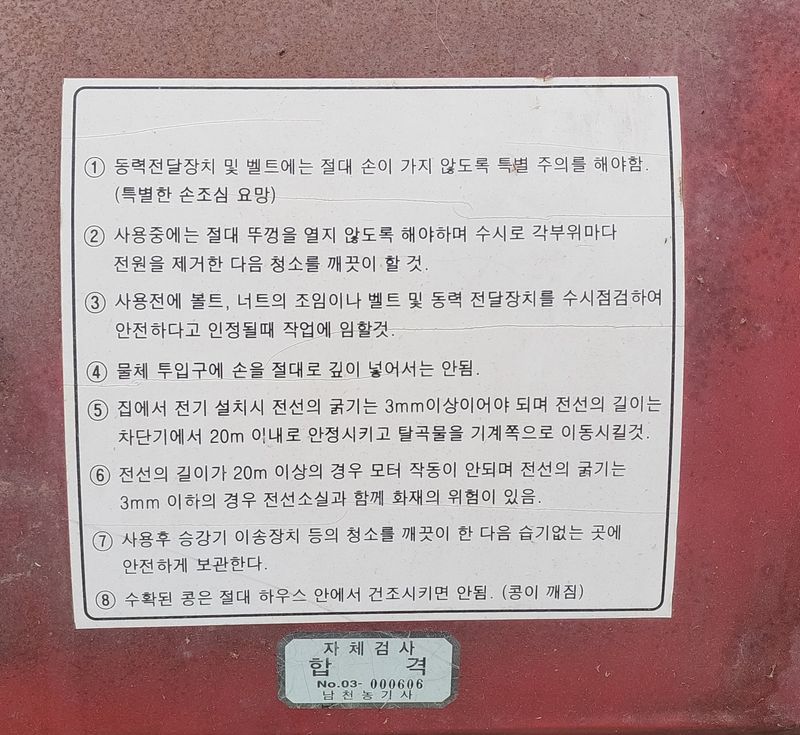 ① 동력전달장치 및 벨트에는 절대 손이 가지 않도록 특별 주의를 해야함.
(특별한 손조심 요망)
② 사용중에는 절대 뚜껑을 열지 않도록 해야하며 수시로 각부위마다
전원을 제거한 다음 청소를 깨끗이 할 것.
③ 사용전에 볼트, 너트의 조임이나 벨트 및 동력 전달장치를 수시점검하여
안전하다고 인정될때 작업에 임할것.
④ 물체 투입구에 손을 절대로 깊이 넣어서는 안됨.
⑤ 집에서 전기 설치시 전선의 굵기는 3mm이상이어야 되며 전선의 길이는
차단기에서 20m 이내로 안정시키고 탈곡물을 기계쪽으로 이동시킬것.
⑥ 전선의 길이가 20m 이상의 경우 모터 작동이 안되며 전선의 굵기는
3mm 이하의 경우 전선소실과 함께 화재의 위험이 있음.
⑦ 사용후 승강기 이송장치 등의 청소를 깨끗이 한 다음 습기없는 곳에
안전하게 보관한다.
⑧ 수확된 콩은 절대 하우스 안에서 건조시키면 안됨. (콩이 깨짐)
자체검사
합 격
No.03- 000606
남천농기사